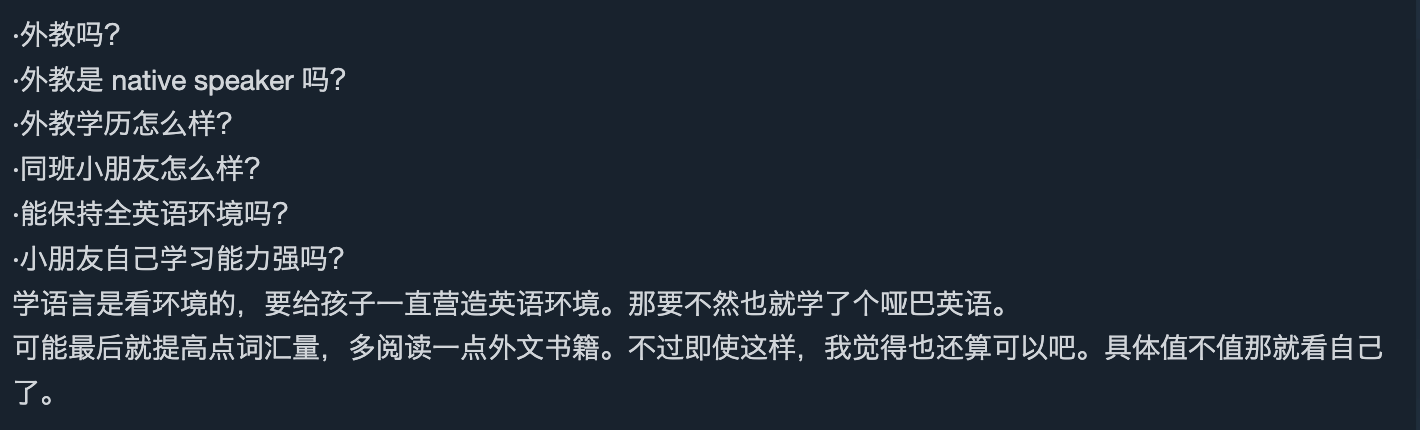 ·外教吗？
·外教是 native speaker 吗？
·外教学历怎么样？
·同班小朋友怎么样？
·能保持全英语环境吗？
·小朋友自己学习能力强吗？
学语言是看环境的，要给孩子一直营造英语环境。那要不然也就学了个哑巴英语。
可能最后就提高点词汇量，多阅读一点外文书籍。不过即使这样，我觉得也还算可以吧。具体值不值那就看自己
了。